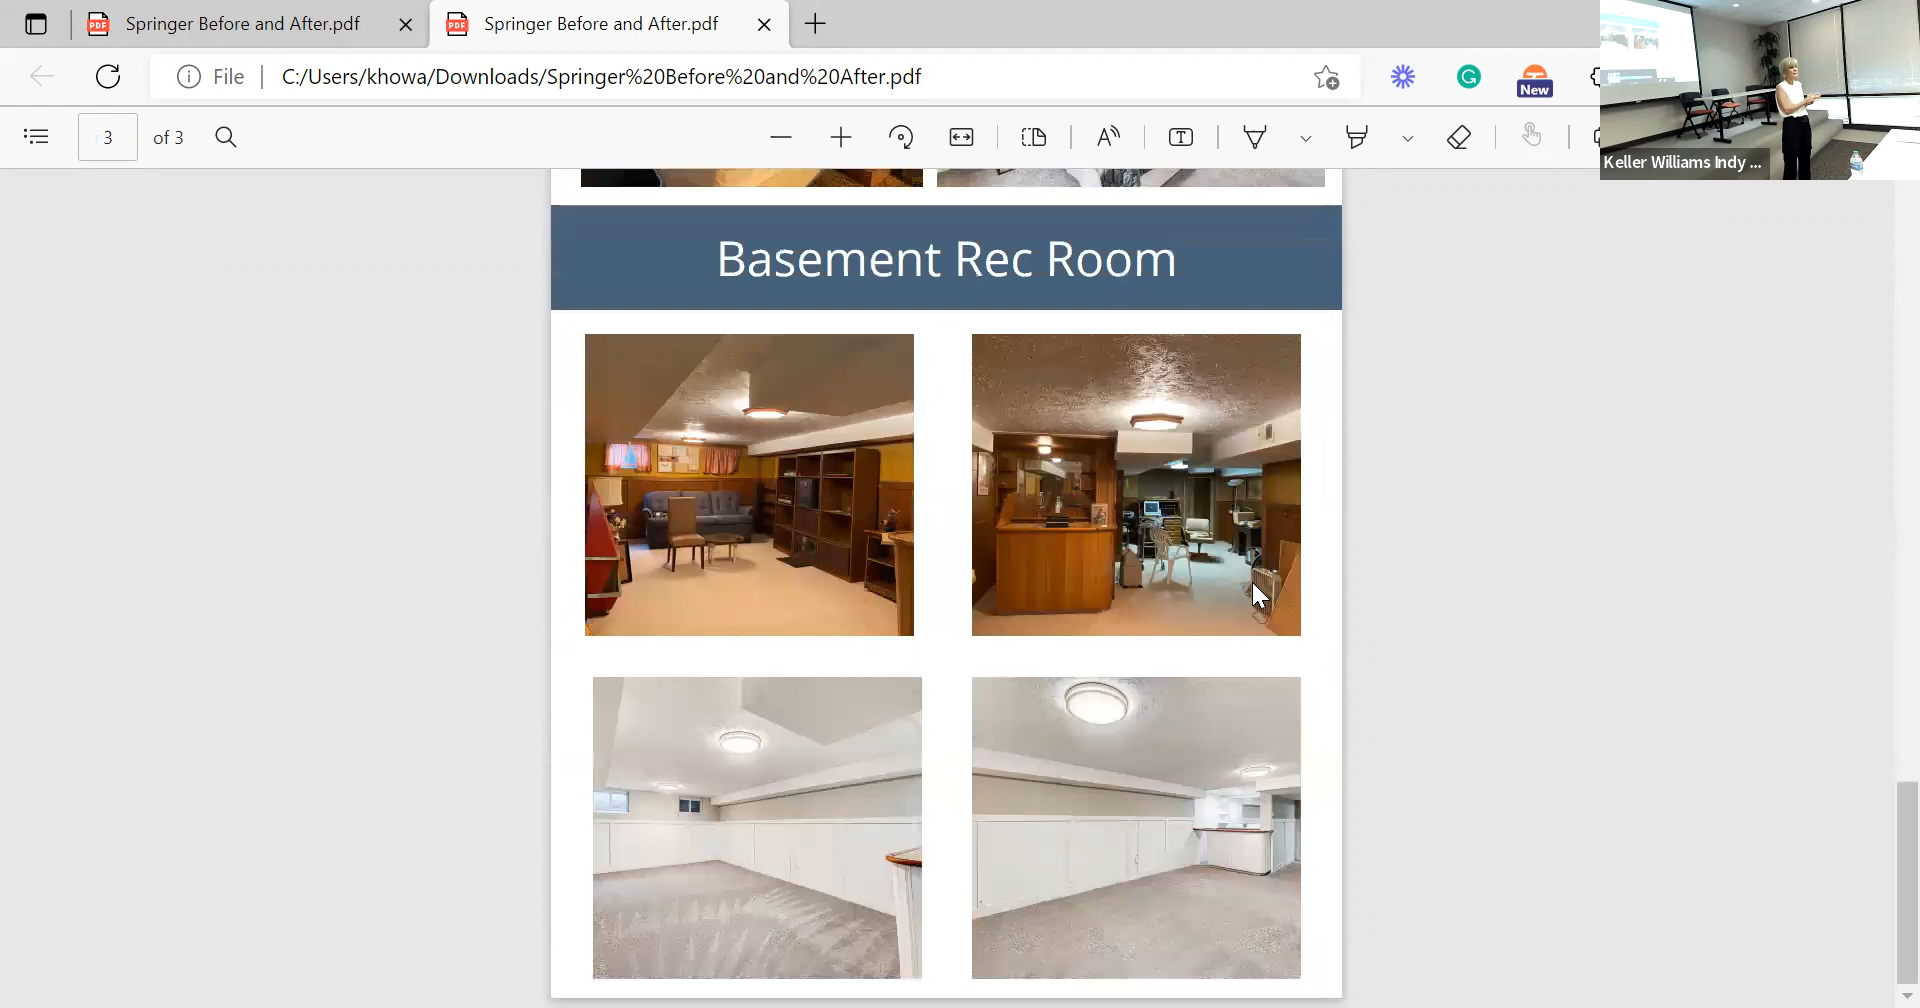 Springer Before and After.pdf
Springer Before and After.pdf
File
C:/Users/khowa/Downloads/Springer%20Before%20and%20After.pdf
New
3 of 3
Keller Williams Indy ...
Basement Rec Room